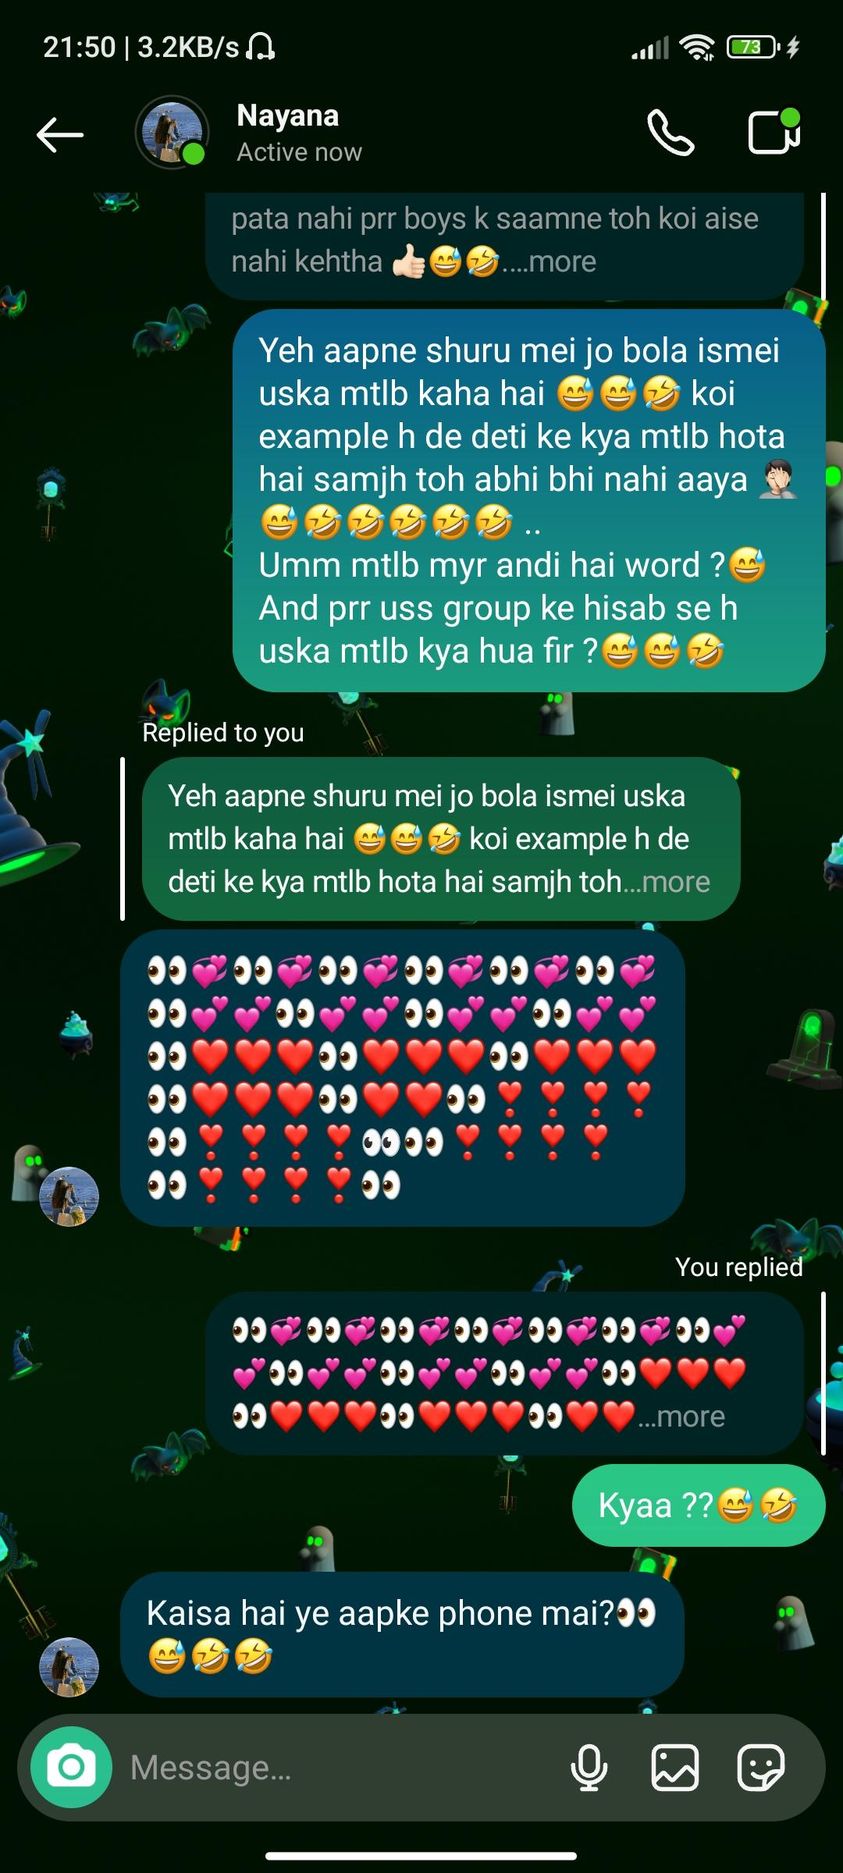 21:50 | 3.2KB/s
73
Nayana
Active now
pata nahi prr boys k saamne toh koi aise
nahi kehtha 👍🏻😅🤣....more
Yeh aapne shuru mei jo bola ismei
uska mtlb kaha hai 😅😅🤣 koi
example h de deti ke kya mtlb hota
hai samjh toh abhi bhi nahi aaya 🤦🏻
😅🤣🤣🤣🤣🤣 ..
Umm mtlb myr andi hai word ?😅
And prr uss group ke hisab se h
uska mtlb kya hua fir ?😅😅🤣
Replied to you
Yeh aapne shuru mei jo bola ismei uska
mtlb kaha hai 😅😅🤣 koi example h de
deti ke kya mtlb hota hai samjh toh...more
👀💞👀💞👀💞👀💞👀💞👀💞
👀💕💕👀💕💕👀💕💕👀💕💕
👀❤️❤️❤️👀❤️❤️❤️👀❤️❤️❤️
👀❤️❤️❤️👀❤️❤️👀❣️❣️❣️❣️
👀❣️❣️❣️❣️👀👀❣️❣️❣️❣️
👀❣️❣️❣️❣️👀
You replied
👀💞👀💞👀💞👀💞👀💞👀💞👀💕
💕👀💕💕👀💕💕👀💕💕👀❤️❤️❤️
👀❤️❤️❤️👀❤️❤️❤️👀❤️❤️...more
Kyaa ??😅🤣
Kaisa hai ye aapke phone mai?👀
😅🤣🤣
Message...